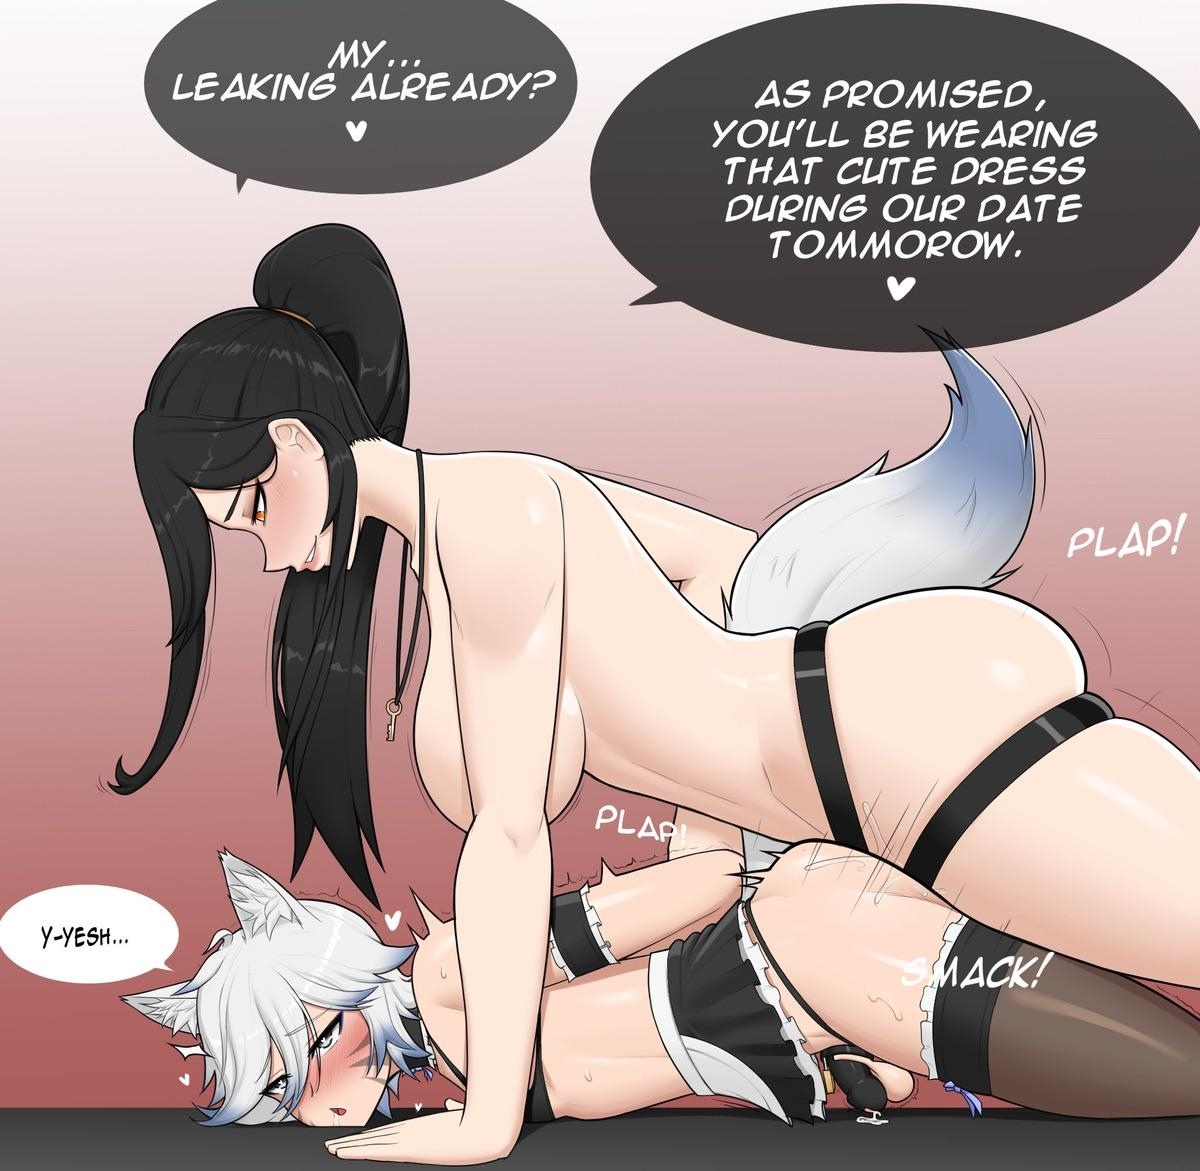 MY...
LEAKING ALREADY?
♥
AS PROMISED,
YOU'LL BE WEARING
THAT CUTE DRESS
DURING OUR DATE
TOMMOROW.
♥
PLAP!
PLAP!
Y-YESH...
SMACK!